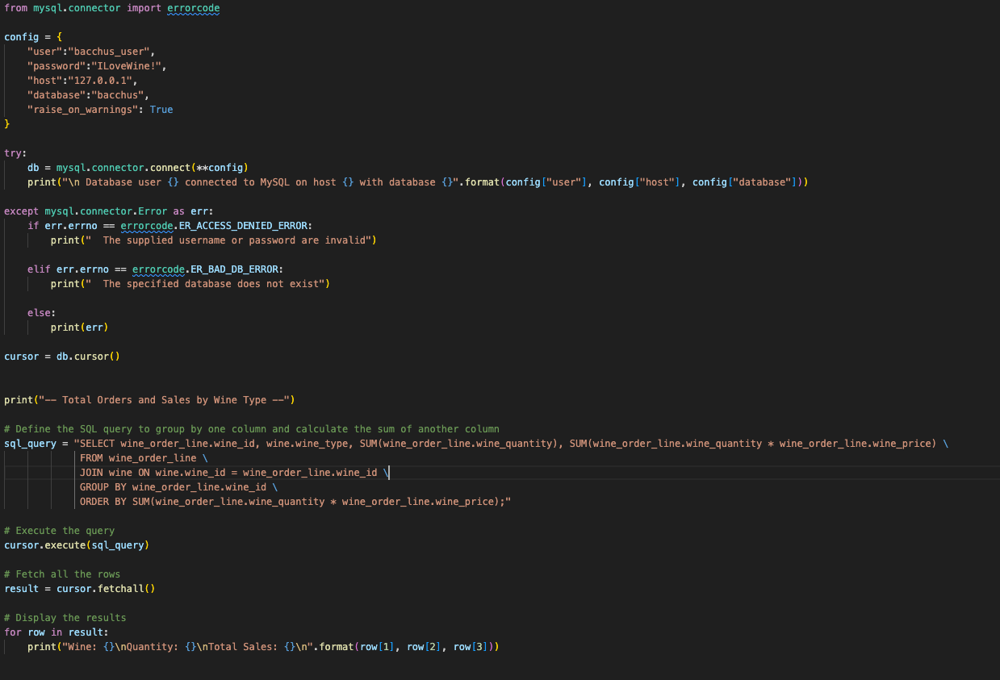 from mysql.connector import errorcode
config = {
"user":"bacchus_user",
"password":"ILoveWine!",
"host":"127.0.0.1",
"database":"bacchus",
"raise_on_warnings": True
}
try:
db = mysql.connector.connect(**config)
print("\n Database user {} connected to MySQL on host {} with database {}".format(config["user"], config["host"], config["database"]))
except mysql.connector.Error as err:
if err.errno == errorcode.ER_ACCESS_DENIED_ERROR:
print("  The supplied username or password are invalid")
elif err.errno == errorcode.ER_BAD_DB_ERROR:
print("  The specified database does not exist")
else:
print(err)
cursor = db.cursor()
print("-- Total Orders and Sales by Wine Type --")
# Define the SQL query to group by one column and calculate the sum of another column
sql_query = "SELECT wine_order_line.wine_id, wine.wine_type, SUM(wine_order_line.wine_quantity), SUM(wine_order_line.wine_quantity * wine_order_line.wine_price) \
FROM wine_order_line \
JOIN wine ON wine.wine_id = wine_order_line.wine_id \
GROUP BY wine_order_line.wine_id \
ORDER BY SUM(wine_order_line.wine_quantity * wine_order_line.wine_price);"
# Execute the query
cursor.execute(sql_query)
# Fetch all the rows
result = cursor.fetchall()
# Display the results
for row in result:
print("Wine: {}\nQuantity: {}\nTotal Sales: {}\n".format(row[1], row[2], row[3]))